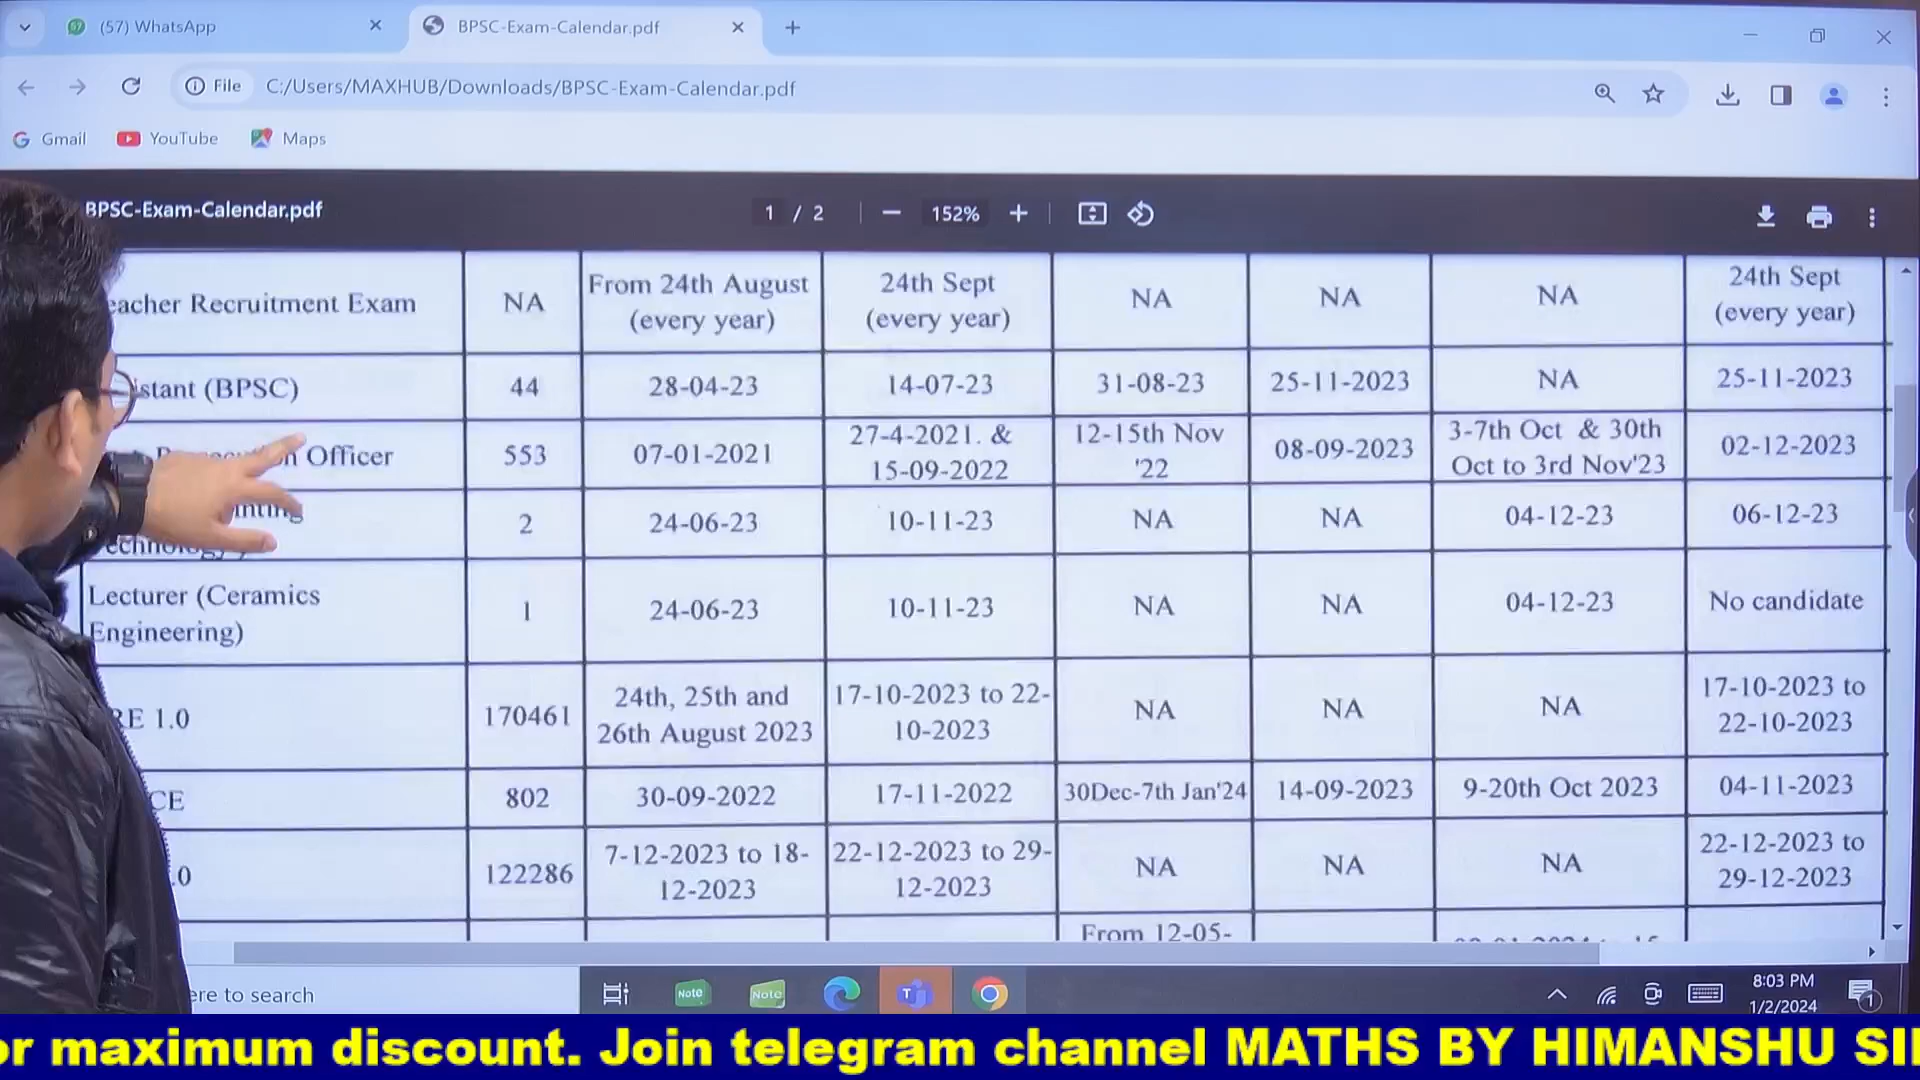 (57) WhatsApp
BPSC-Exam-Calendar.pdf
File C:/Users/MAXHUB/Downloads/BPSC-Exam-Calendar.pdf
Gmail YouTube Maps
BPSC-Exam-Calendar.pdf 1 / 2 152%
eacher Recruitment Exam NA From 24th August (every year) 24th Sept (every year) NA NA NA 24th Sept (every year)
stant (BPSC) 44 28-04-23 14-07-23 31-08-23 25-11-2023 NA 25-11-2023
Officer 553 07-01-2021 27-4-2021. & 15-09-2022 12-15th Nov '22 08-09-2023 3-7th Oct & 30th Oct to 3rd Nov'23 02-12-2023
2 24-06-23 10-11-23 NA NA 04-12-23 06-12-23
Lecturer (Ceramics Engineering) 1 24-06-23 10-11-23 NA NA 04-12-23 No candidate
RE 1.0 170461 24th, 25th and 26th August 2023 17-10-2023 to 22-10-2023 NA NA NA 17-10-2023 to 22-10-2023
CE 802 30-09-2022 17-11-2022 30Dec-7th Jan'24 14-09-2023 9-20th Oct 2023 04-11-2023
.0 122286 7-12-2023 to 18-12-2023 22-12-2023 to 29-12-2023 NA NA NA 22-12-2023 to 29-12-2023
From 12-05-
ere to search
Note Note
8:03 PM
1/2/2024
1
or maximum discount. Join telegram channel MATHS BY HIMANSHU SI